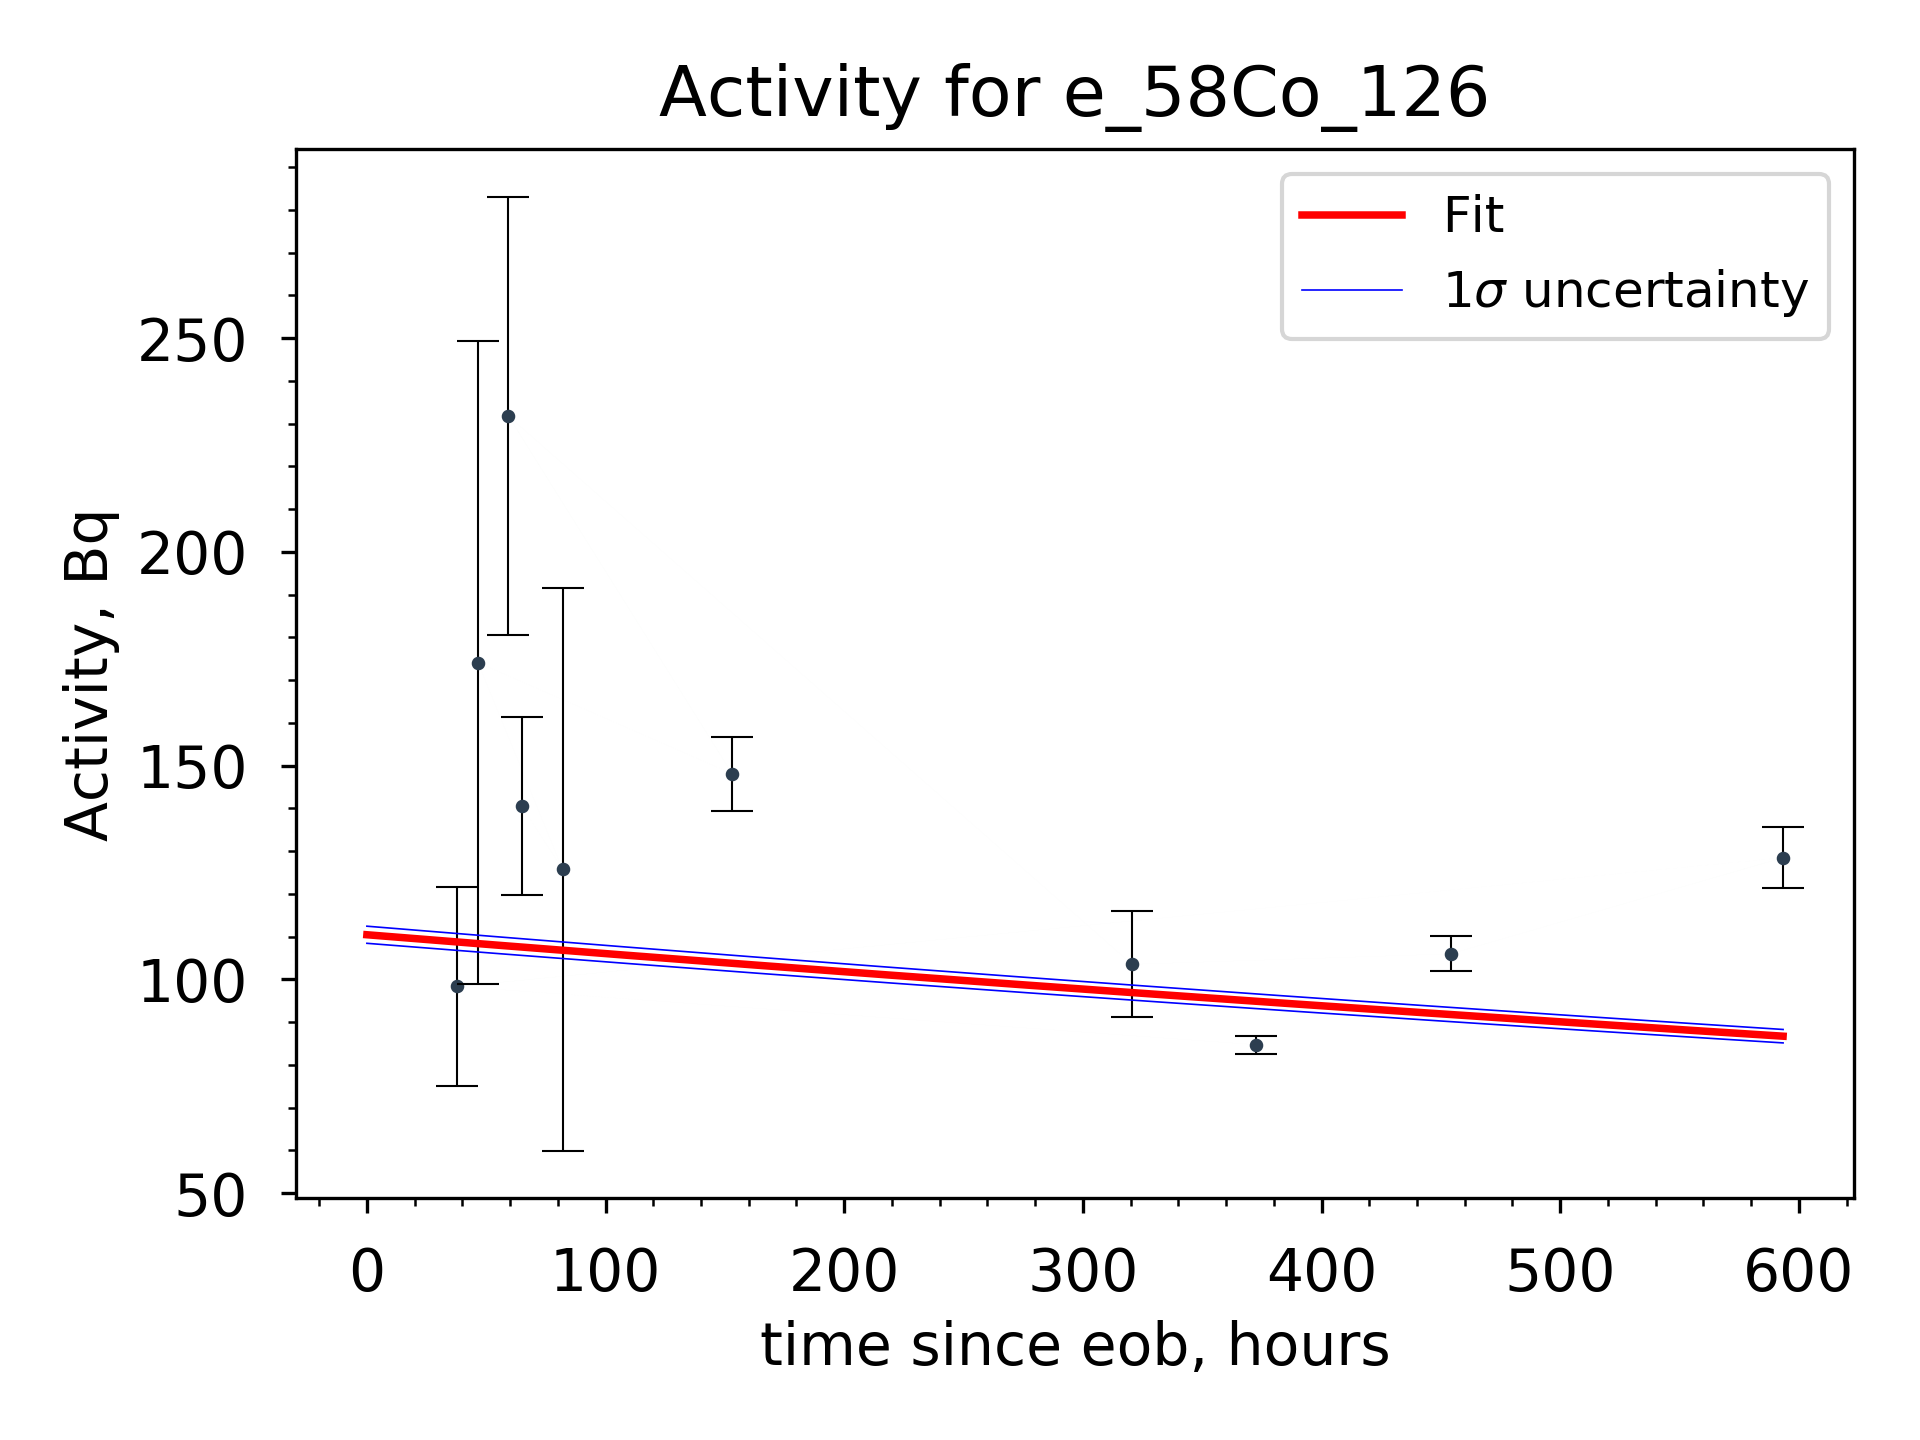 Activity for e_58Co_126
Fit
1σ uncertainty
Activity, Bq
250
200
150
100
50
0 100 200 300 400 500 600
time since eob, hours